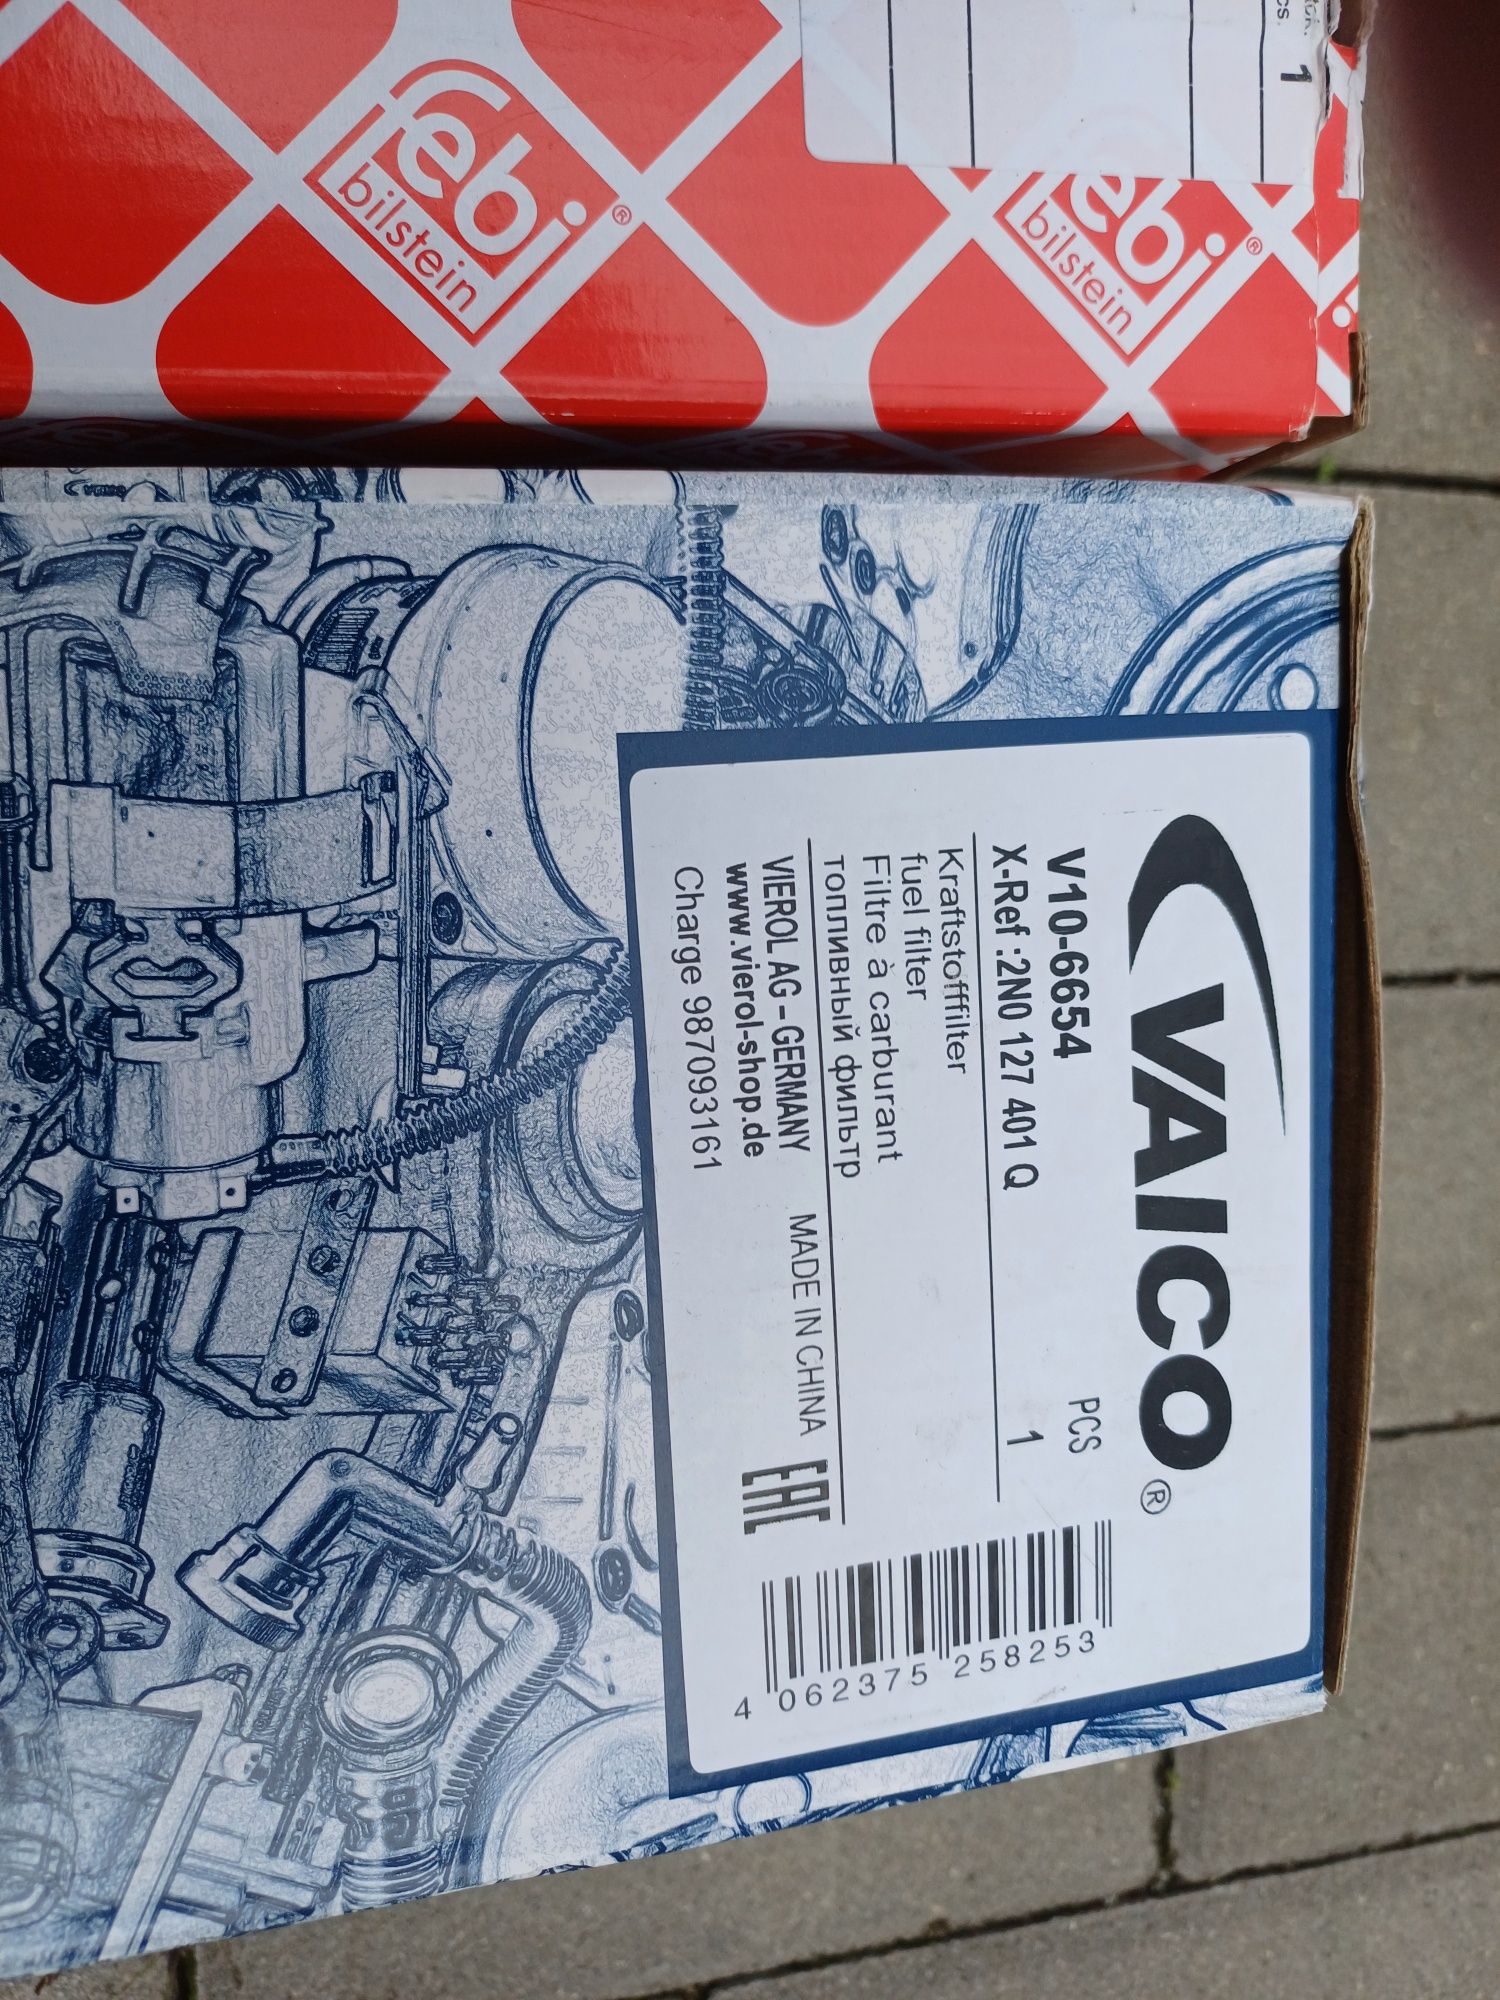 febi
bilstein
®
febi
bilstein
®
1
VAICO®
V10-6654
PCS
X-Ref :2N0 127 401 Q
1
Kraftstofffilter
fuel filter
Filtre à carburant
топливный фильтр
VIEROL AG – GERMANY
MADE IN CHINA
www.vierol-shop.de
EAC
Charge 987093161
4 062375 258253